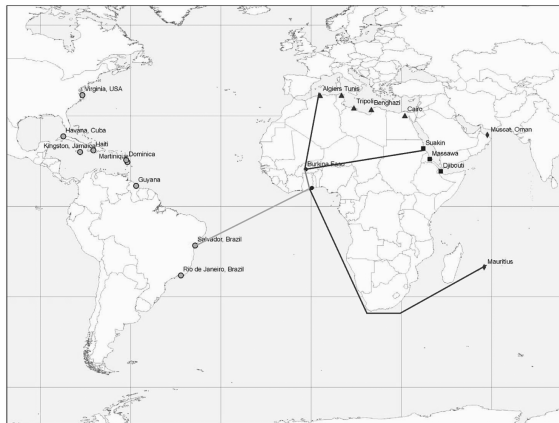 Virginia, USA
Algiers Tunis
Tripoli
Benghazi
Cairo
Havana, Cuba
Muscat, Oman
Kingston, Jamaica
Haiti
Suakin
Martinique
Dominica
Massawa
Burkina Faso
Djibouti
Guyana
Salvador, Brazil
Mauritius
Rio de Janeiro, Brazil